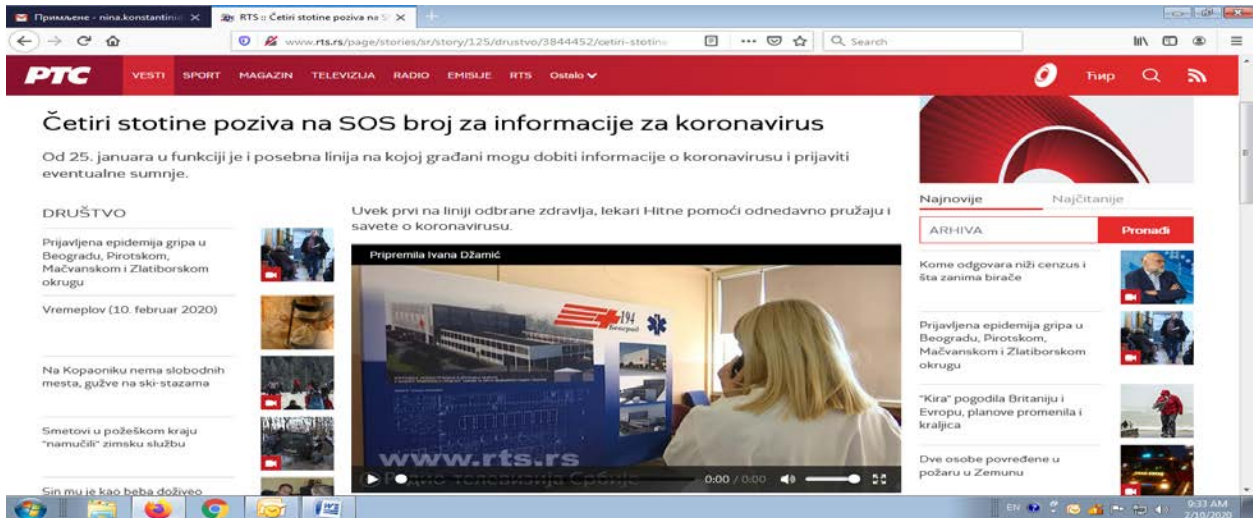 Примљене - nina.konstantini
RTS :: Četiri stotine poziva na S
www.rts.rs/page/stories/sr/story/125/drustvo/3844452/cetiri-stotine
Search
РТС
VESTI SPORT MAGAZIN TELEVIZIJA RADIO EMISIJE RTS Ostalo
Ћир
Četiri stotine poziva na SOS broj za informacije za koronavirus
Od 25. januara u funkciji je i posebna linija na kojoj građani mogu dobiti informacije o koronavirusu i prijaviti
eventualne sumnje.
DRUŠTVO
Prijavljena epidemija gripa u
Beogradu, Pirotskom,
Mačvanskom i Zlatiborskom
okrugu
Vremeplov (10. februar 2020)
Na Kopaoniku nema slobodnih
mesta, gužve na ski-stazama
Smetovi u požeškom kraju
"namučili" zimsku službu
Sin mu je kao beba doživeo
Uvek prvi na liniji odbrane zdravlja, lekari Hitne pomoći odnedavno pružaju i
savete o koronavirusu.
Pripremila Ivana Džamić
194
Београд
www.rts.rs
Радио телевизија Србије
0:00 / 0:00
Najnovije Najčitanije
ARHIVA Pronađi
Kome odgovara niži cenzus i
šta zanima birače
Prijavljena epidemija gripa u
Beogradu, Pirotskom,
Mačvanskom i Zlatiborskom
okrugu
"Kira" pogodila Britaniju i
Evropu, planove promenila i
kraljica
Dve osobe povređene u
požaru u Zemunu
EN
9:33 AM
2/10/2020